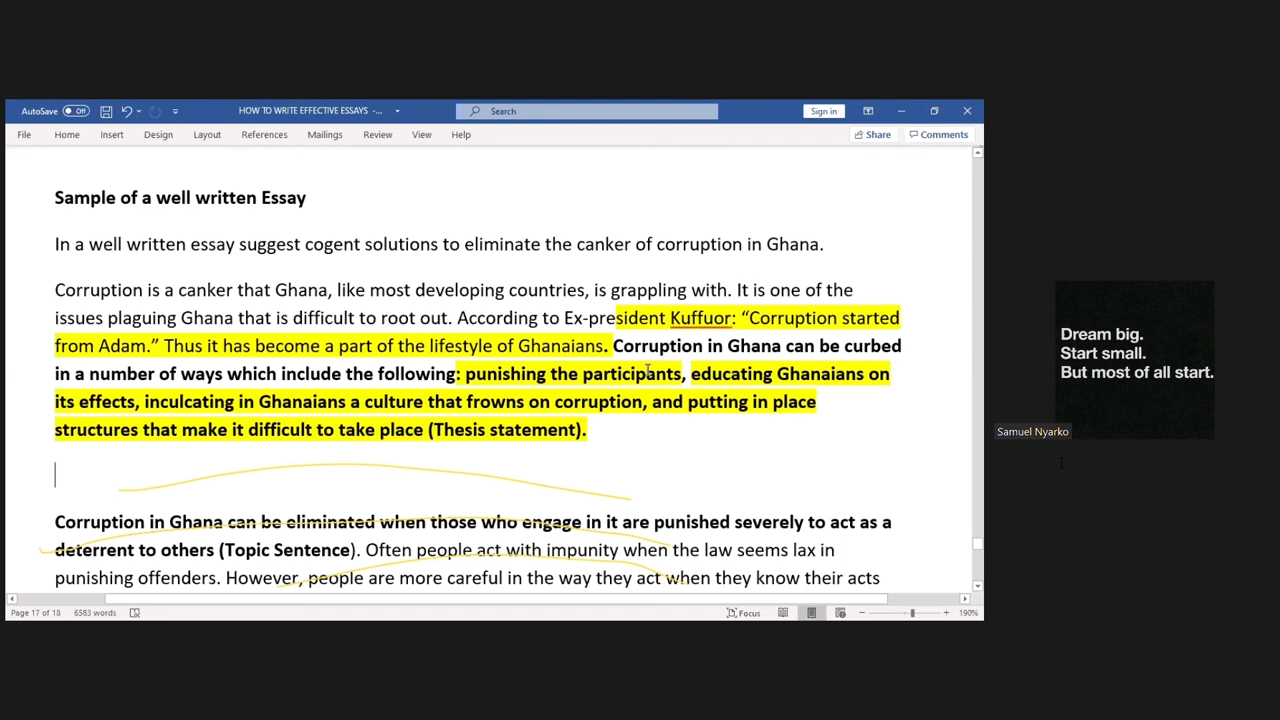 AutoSave Off HOW TO WRITE EFFECTIVE ESSAYS -... Search Sign in
File Home Insert Design Layout References Mailings Review View Help Share Comments
Sample of a well written Essay
In a well written essay suggest cogent solutions to eliminate the canker of corruption in Ghana.
Corruption is a canker that Ghana, like most developing countries, is grappling with. It is one of the
issues plaguing Ghana that is difficult to root out. According to Ex-president Kuffuor: “Corruption started
from Adam.” Thus it has become a part of the lifestyle of Ghanaians. Corruption in Ghana can be curbed
in a number of ways which include the following: punishing the participants, educating Ghanaians on
its effects, inculcating in Ghanaians a culture that frowns on corruption, and putting in place
structures that make it difficult to take place (Thesis statement).
Corruption in Ghana can be eliminated when those who engage in it are punished severely to act as a
deterrent to others (Topic Sentence). Often people act with impunity when the law seems lax in
punishing offenders. However, people are more careful in the way they act when they know their acts
Page 17 of 18 6583 words Focus 190%
Dream big.
Start small.
But most of all start.
Samuel Nyarko